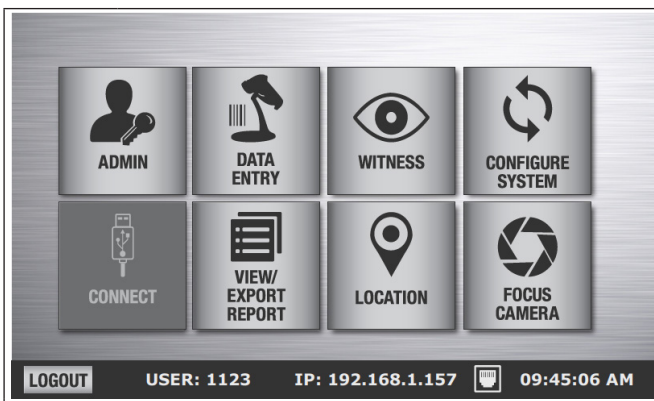 ADMIN
DATA
ENTRY
WITNESS
CONFIGURE
SYSTEM
CONNECT
VIEW/
EXPORT
REPORT
LOCATION
FOCUS
CAMERA
LOGOUT USER: 1123 IP: 192.168.1.157 09:45:06 AM